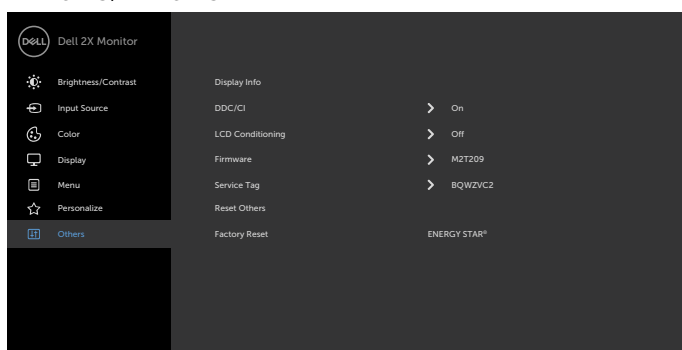 DELL Dell 2X Monitor
Brightness/Contrast Display Info
Input Source DDC/CI On
Color LCD Conditioning Off
Display Firmware M2T209
Menu Service Tag BQWZVC2
Personalize Reset Others
Others Factory Reset ENERGY STAR®